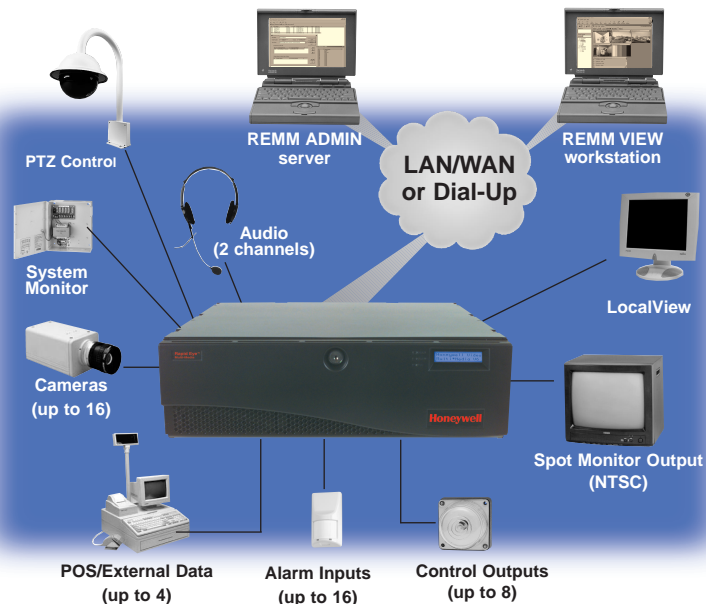 REMM ADMIN
server
REMM VIEW
workstation
LAN/WAN
or Dial-Up
PTZ Control
Audio
(2 channels)
System
Monitor
LocalView
Cameras
(up to 16)
Honeywell
Spot Monitor Output
(NTSC)
POS/External Data
(up to 4)
Alarm Inputs
(up to 16)
Control Outputs
(up to 8)